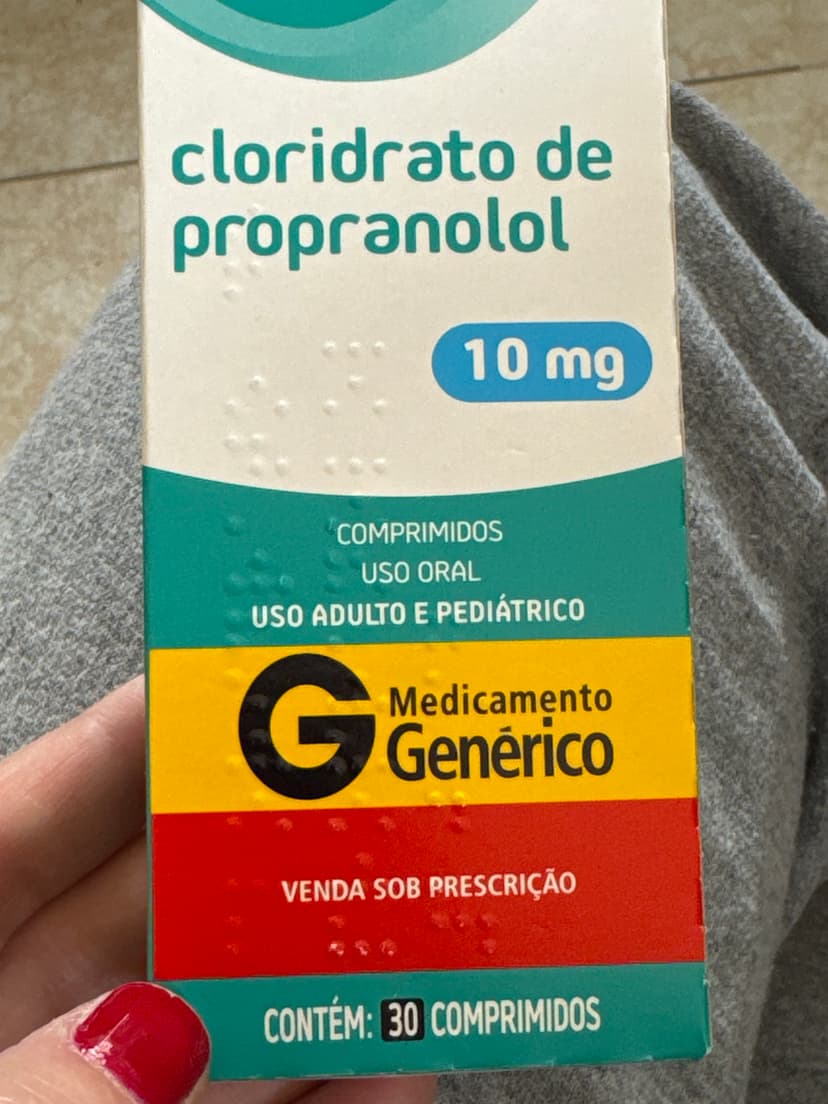 cloridrato de
propranolol
10 mg
COMPRIMIDOS
USO ORAL
USO ADULTO E PEDIÁTRICO
G Medicamento
Genérico
VENDA SOB PRESCRIÇÃO
CONTÉM: 30 COMPRIMIDOS